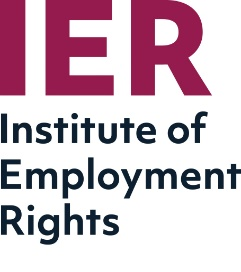 IER
Institute of
Employment
Rights